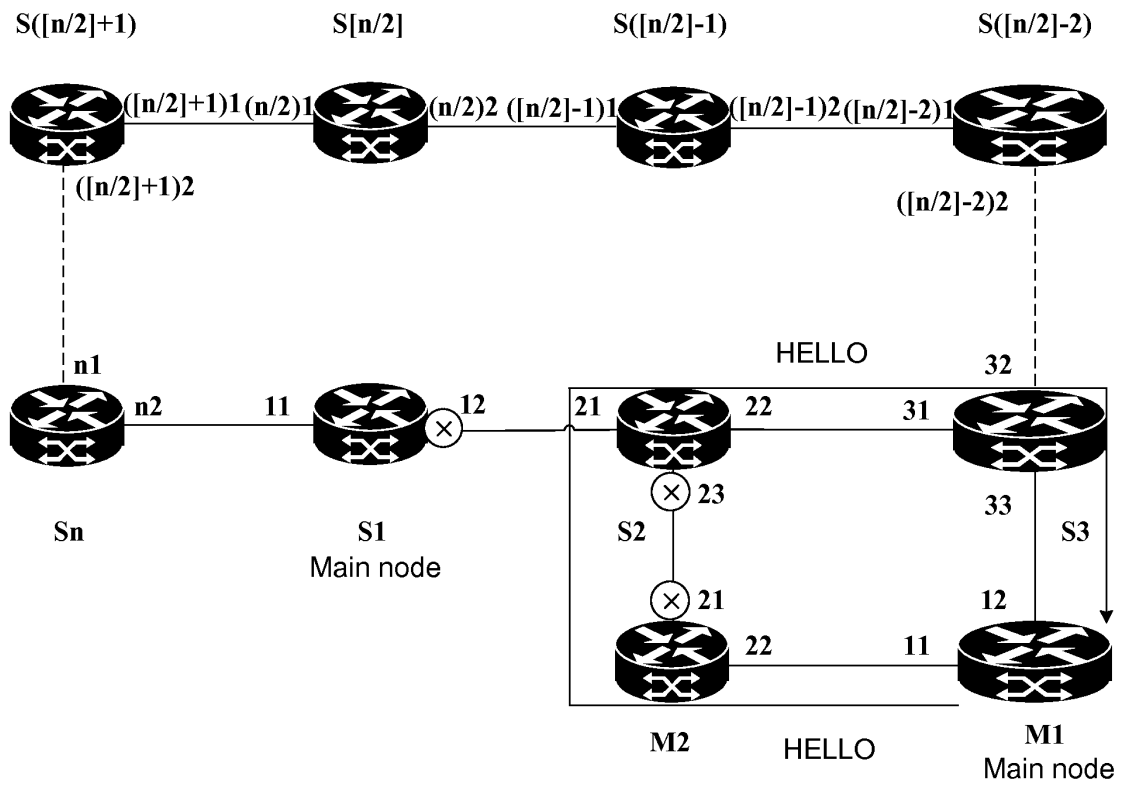 S([n/2]+1) S[n/2] S([n/2]-1) S([n/2]-2)
([n/2]+1)1 (n/2)1 (n/2)2 ([n/2]-1)1 ([n/2]-1)2 ([n/2]-2)1
([n/2]+1)2 ([n/2]-2)2
HELLO
n1 32
n2 11 12 21 22 31
23 33
Sn S1 S2 S3
Main node
21 12
22 11
M2 M1
HELLO
Main node